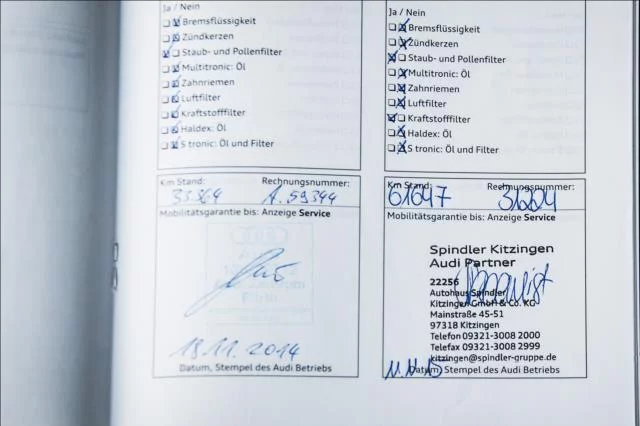 Ja / Nein
Bremsflüssigkeit
Zündkerzen
Staub- und Pollenfilter
Multitronic: Öl
Zahnriemen
Luftfilter
Kraftstofffilter
Haldex: Öl
S tronic: Öl und Filter
Km Stand: Rechnungsnummer:
33364 A. 59344
Mobilitätsgarantie bis: Anzeige Service
18.11.2014
Datum, Stempel des Audi Betriebs
Ja / Nein
Bremsflüssigkeit
Zündkerzen
Staub- und Pollenfilter
Multitronic: Öl
Zahnriemen
Luftfilter
Kraftstofffilter
Haldex: Öl
S tronic: Öl und Filter
Km Stand: Rechnungsnummer:
61647 31204
Mobilitätsgarantie bis: Anzeige Service
Spindler Kitzingen
Audi Partner
22256
Autohaus Spindler
Kitzingen GmbH & Co. KG
Mainstraße 45-51
97318 Kitzingen
Telefon 09321-3008 2000
Telefax 09321-3008 2999
kitzingen@spindler-gruppe.de
Datum, Stempel des Audi Betriebs